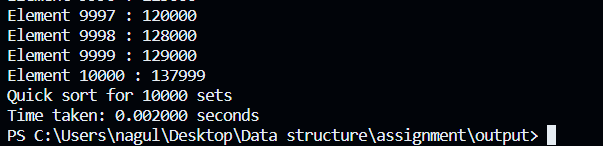 Element 9997 : 120000
Element 9998 : 128000
Element 9999 : 129000
Element 10000 : 137999
Quick sort for 10000 sets
Time taken: 0.002000 seconds
PS C:\Users\nagul\Desktop\Data structure\assignment\output>